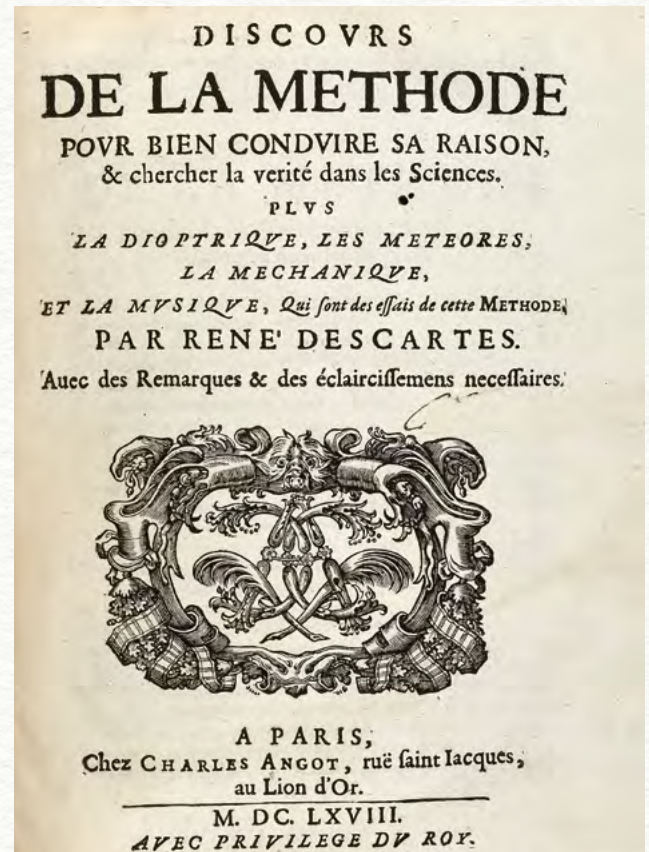 DISCOVRS
DE LA METHODE
POVR BIEN CONDVIRE SA RAISON,
& chercher la verité dans les Sciences.
PLVS
LA DIOPTRIQVE, LES METEORES,
LA MECHANIQVE,
ET LA MVSIQVE, Qui ſont des eſſais de cette METHODE,
PAR RENE' DESCARTES.
Auec des Remarques & des éclairciſſemens neceſſaires.
A PARIS,
Chez CHARLES ANGOT, ruë ſaint Iacques,
au Lion d'Or.
M. DC. LXVIII.
AVEC PRIVILEGE DV ROY.